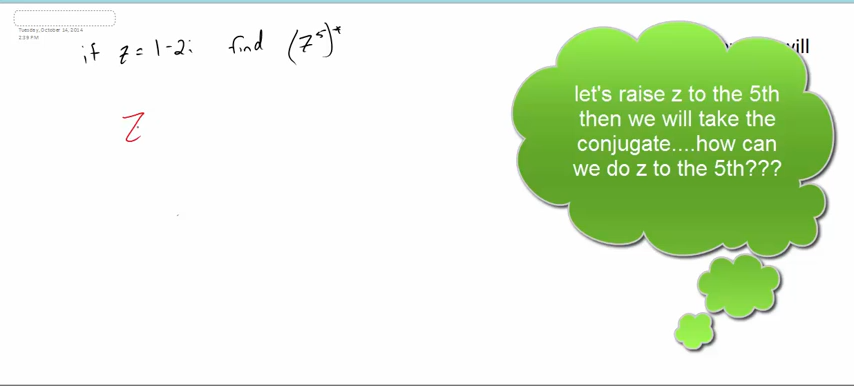 Tuesday, October 14, 2014
2:39 PM
if z = 1-2i find (z⁵)*
will
z
let's raise z to the 5th
then we will take the
conjugate....how can
we do z to the 5th???